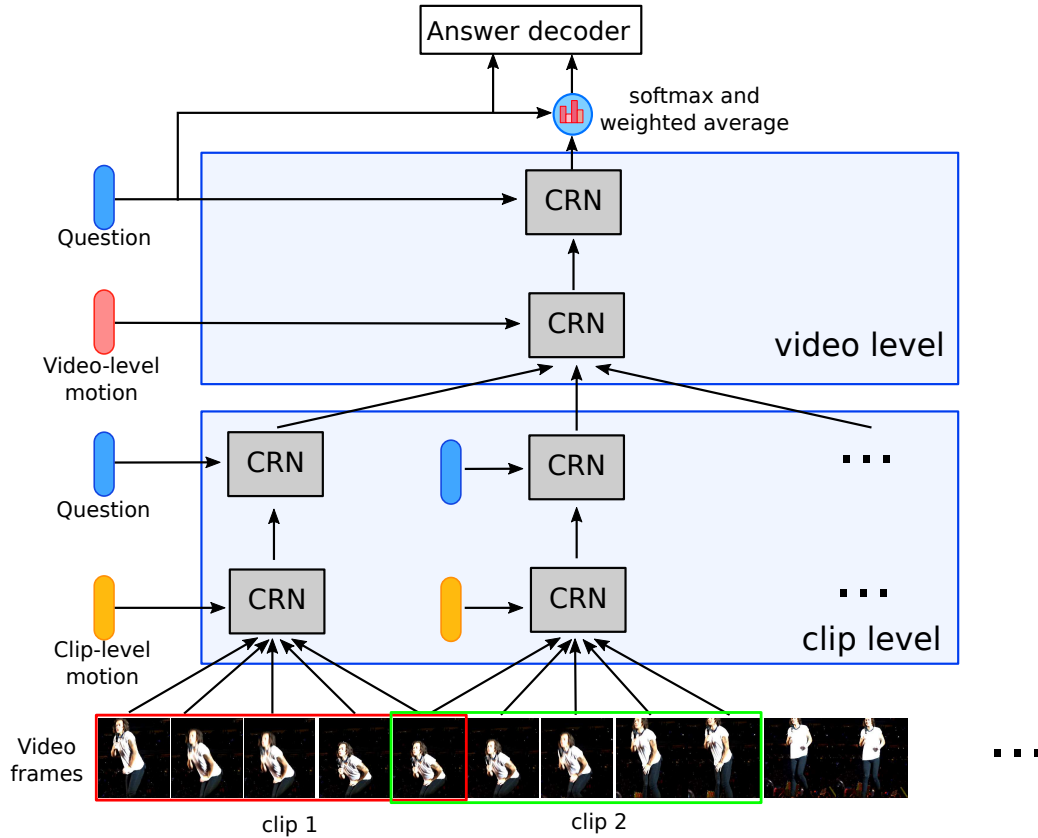 Answer decoder
softmax and
weighted average
CRN
Question
CRN
Video-level
motion
video level
CRN
CRN
...
Question
CRN
CRN
...
Clip-level
motion
clip level
Video
frames
...
clip 1
clip 2